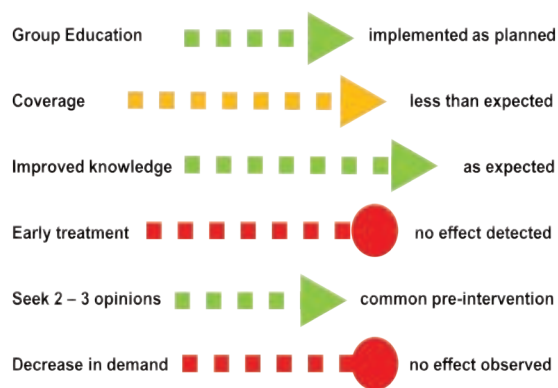 Group Education implemented as planned
Coverage less than expected
Improved knowledge as expected
Early treatment no effect detected
Seek 2 – 3 opinions common pre-intervention
Decrease in demand no effect observed